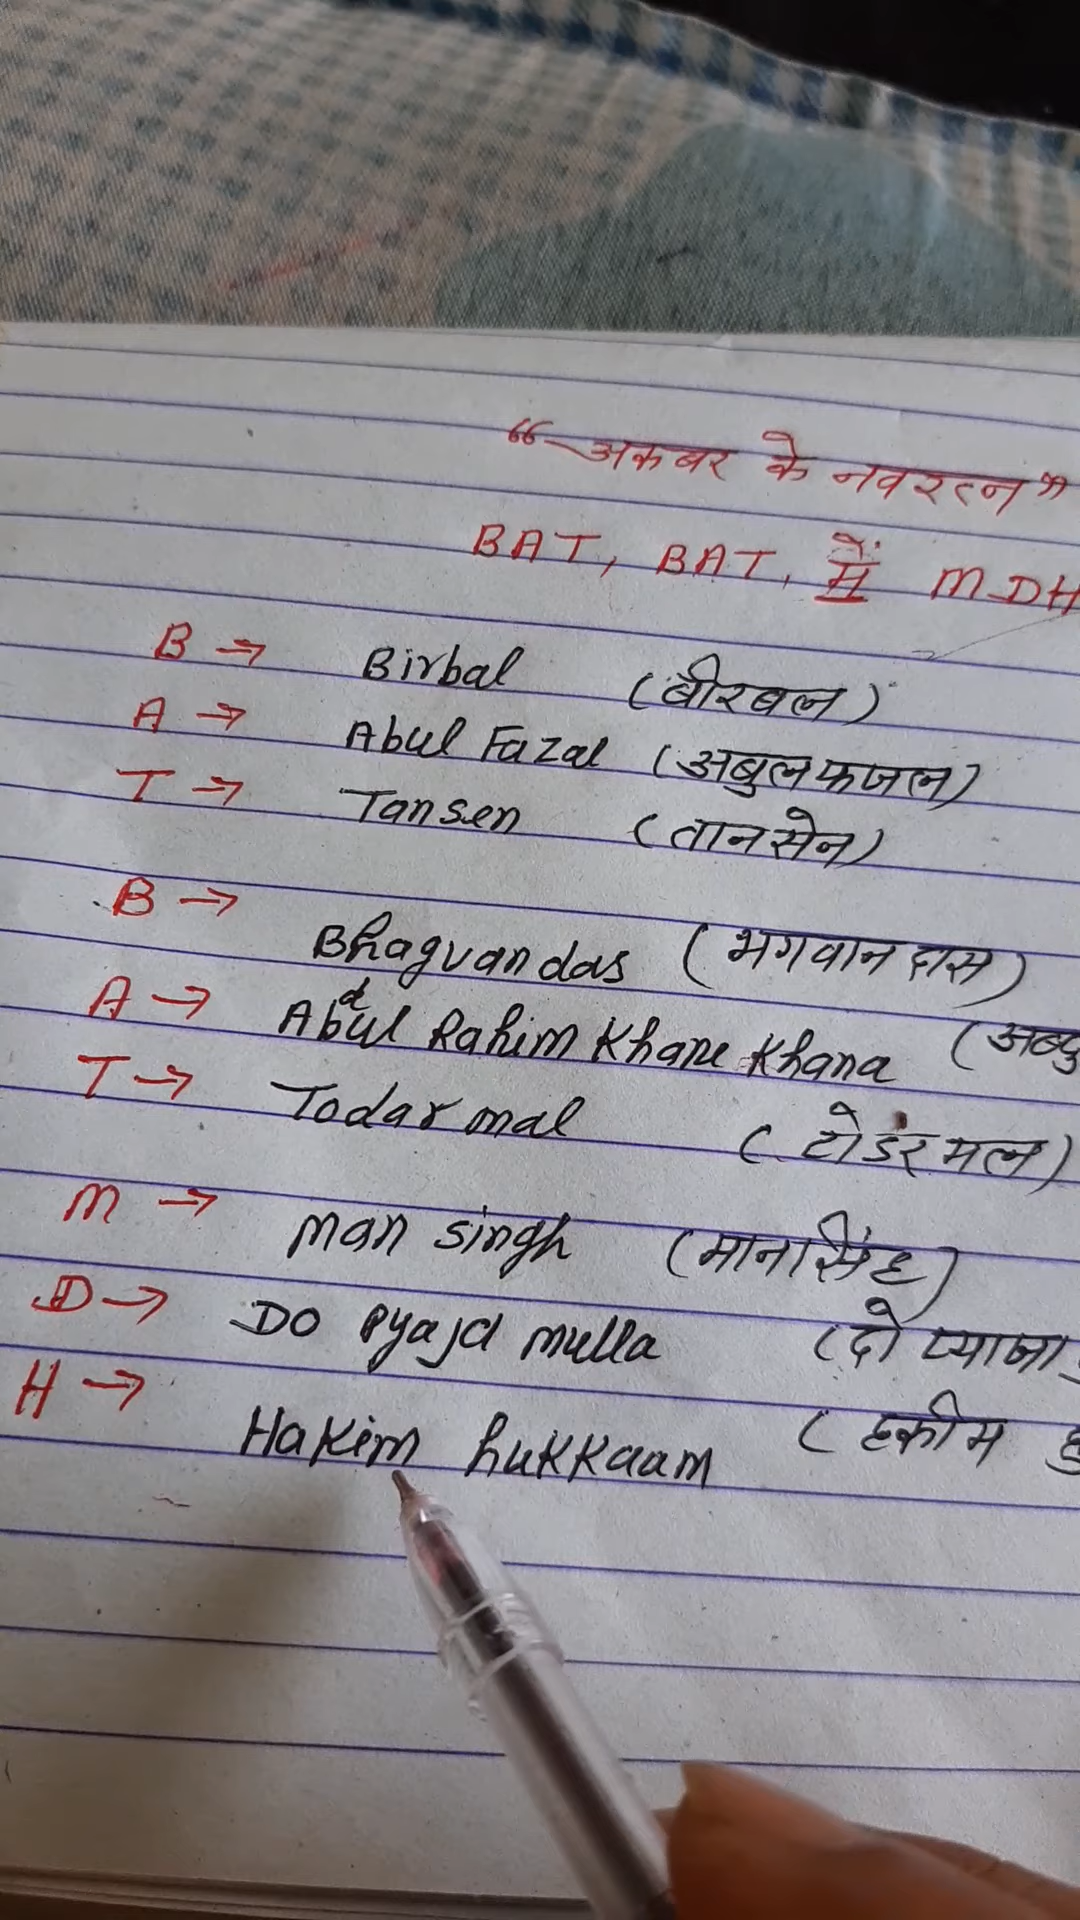 “अकबर के नवरत्न”
BAT, BAT, में MDH
B → Birbal (बीरबल)
A → Abul Fazal (अबुल फजल)
T → Tansen (तानसेन)
B → Bhagvandas (भगवान दास)
A → Abdul Rahim Khane Khana (अब्दु
T → Todarmal (टोडरमल)
M → Man singh (मानसिंह)
D → Do Pyaja mulla (दो प्याजा
H → Hakim hukkaam (हकीम हु